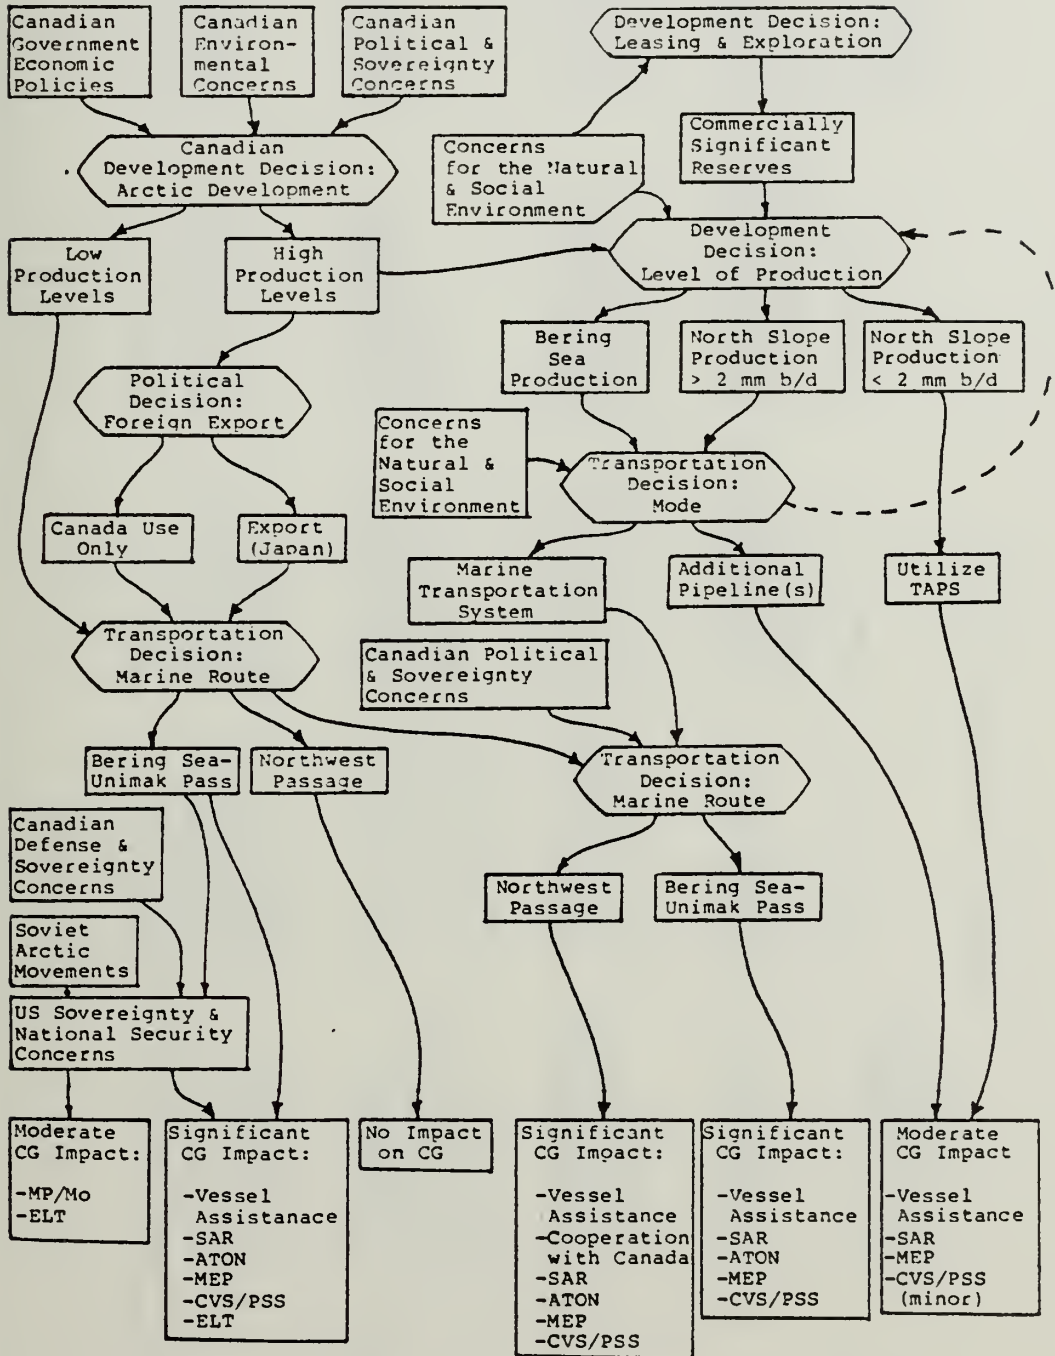 Canadian
Government
Economic
Policies
Canadian
Environ-
mental
Concerns
Canadian
Political &
Sovereignty
Concerns
Development Decision:
Leasing & Exploration
Canadian
Development Decision:
Arctic Development
Concerns
for the Natural
& Social
Environment
Commercially
Significant
Reserves
Low
Production
Levels
High
Production
Levels
Development
Decision:
Level of Production
Bering
Sea
Production
North Slope
Production
> 2 mm b/d
North Slope
Production
< 2 mm b/d
Political
Decision:
Foreign Export
Concerns
for the
Natural &
Social
Environment
Transportation
Decision:
Mode
Canada Use
Only
Export
(Japan)
Marine
Transportation
System
Additional
Pipeline(s)
Utilize
TAPS
Transportation
Decision:
Marine Route
Canadian Political
& Sovereignty
Concerns
Bering Sea-
Unimak Pass
Northwest
Passage
Transportation
Decision:
Marine Route
Canadian
Defense &
Sovereignty
Concerns
Northwest
Passage
Bering Sea-
Unimak Pass
Soviet
Arctic
Movements
US Sovereignty &
National Security
Concerns
Moderate
CG Impact:
-MP/Mo
-ELT
Significant
CG Impact:
-Vessel
Assistanace
-SAR
-ATON
-MEP
-CVS/PSS
-ELT
No Impact
on CG
Significant
CG Impact:
-Vessel
Assistance
-Cooperation
with Canada
-SAR
-ATON
-MEP
-CVS/PSS
Significant
CG Impact:
-Vessel
Assistance
-SAR
-ATON
-MEP
-CVS/PSS
Moderate
CG Impact
-Vessel
Assistance
-SAR
-MEP
-CVS/PSS
(minor)